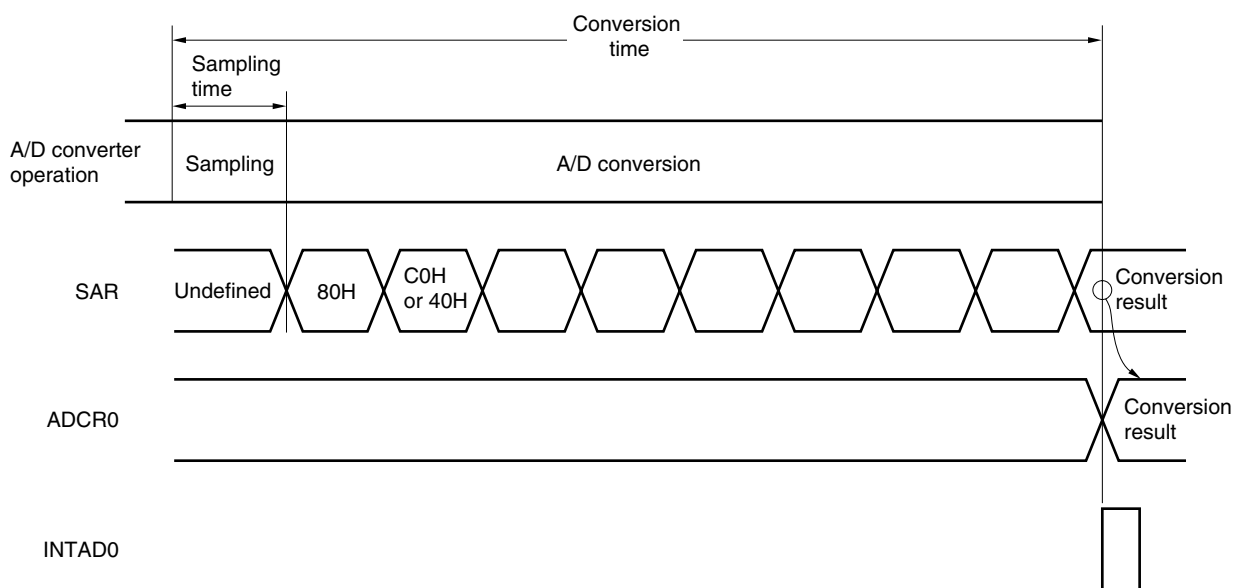 Conversion
time
Sampling
time
A/D converter
operation
Sampling
A/D conversion
SAR
Undefined
80H
C0H
or 40H
Conversion
result
ADCR0
Conversion
result
INTAD0